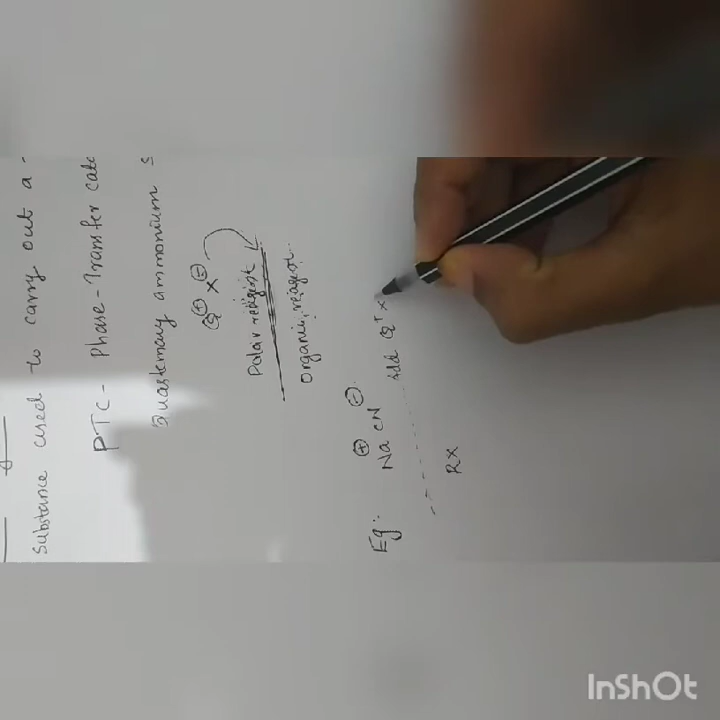 substance used to carry out a
PTC - Phase-Transfer cata
Quaternary ammonium s
Q⊕ X⊖
Polar reagent
organic reagent.
Eg: Na⊕ CN⊖
Add Q⁺ X
RX
InShOt